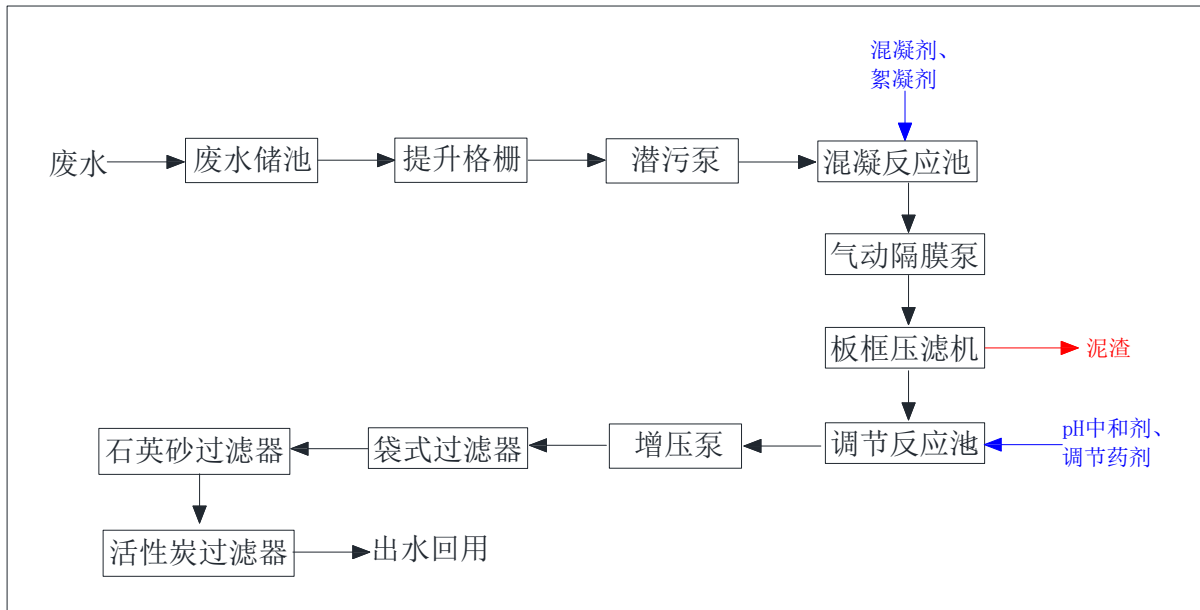 混凝剂、
絮凝剂
废水
废水储池
提升格栅
潜污泵
混凝反应池
气动隔膜泵
板框压滤机
泥渣
pH中和剂、
调节药剂
调节反应池
增压泵
袋式过滤器
石英砂过滤器
活性炭过滤器
出水回用